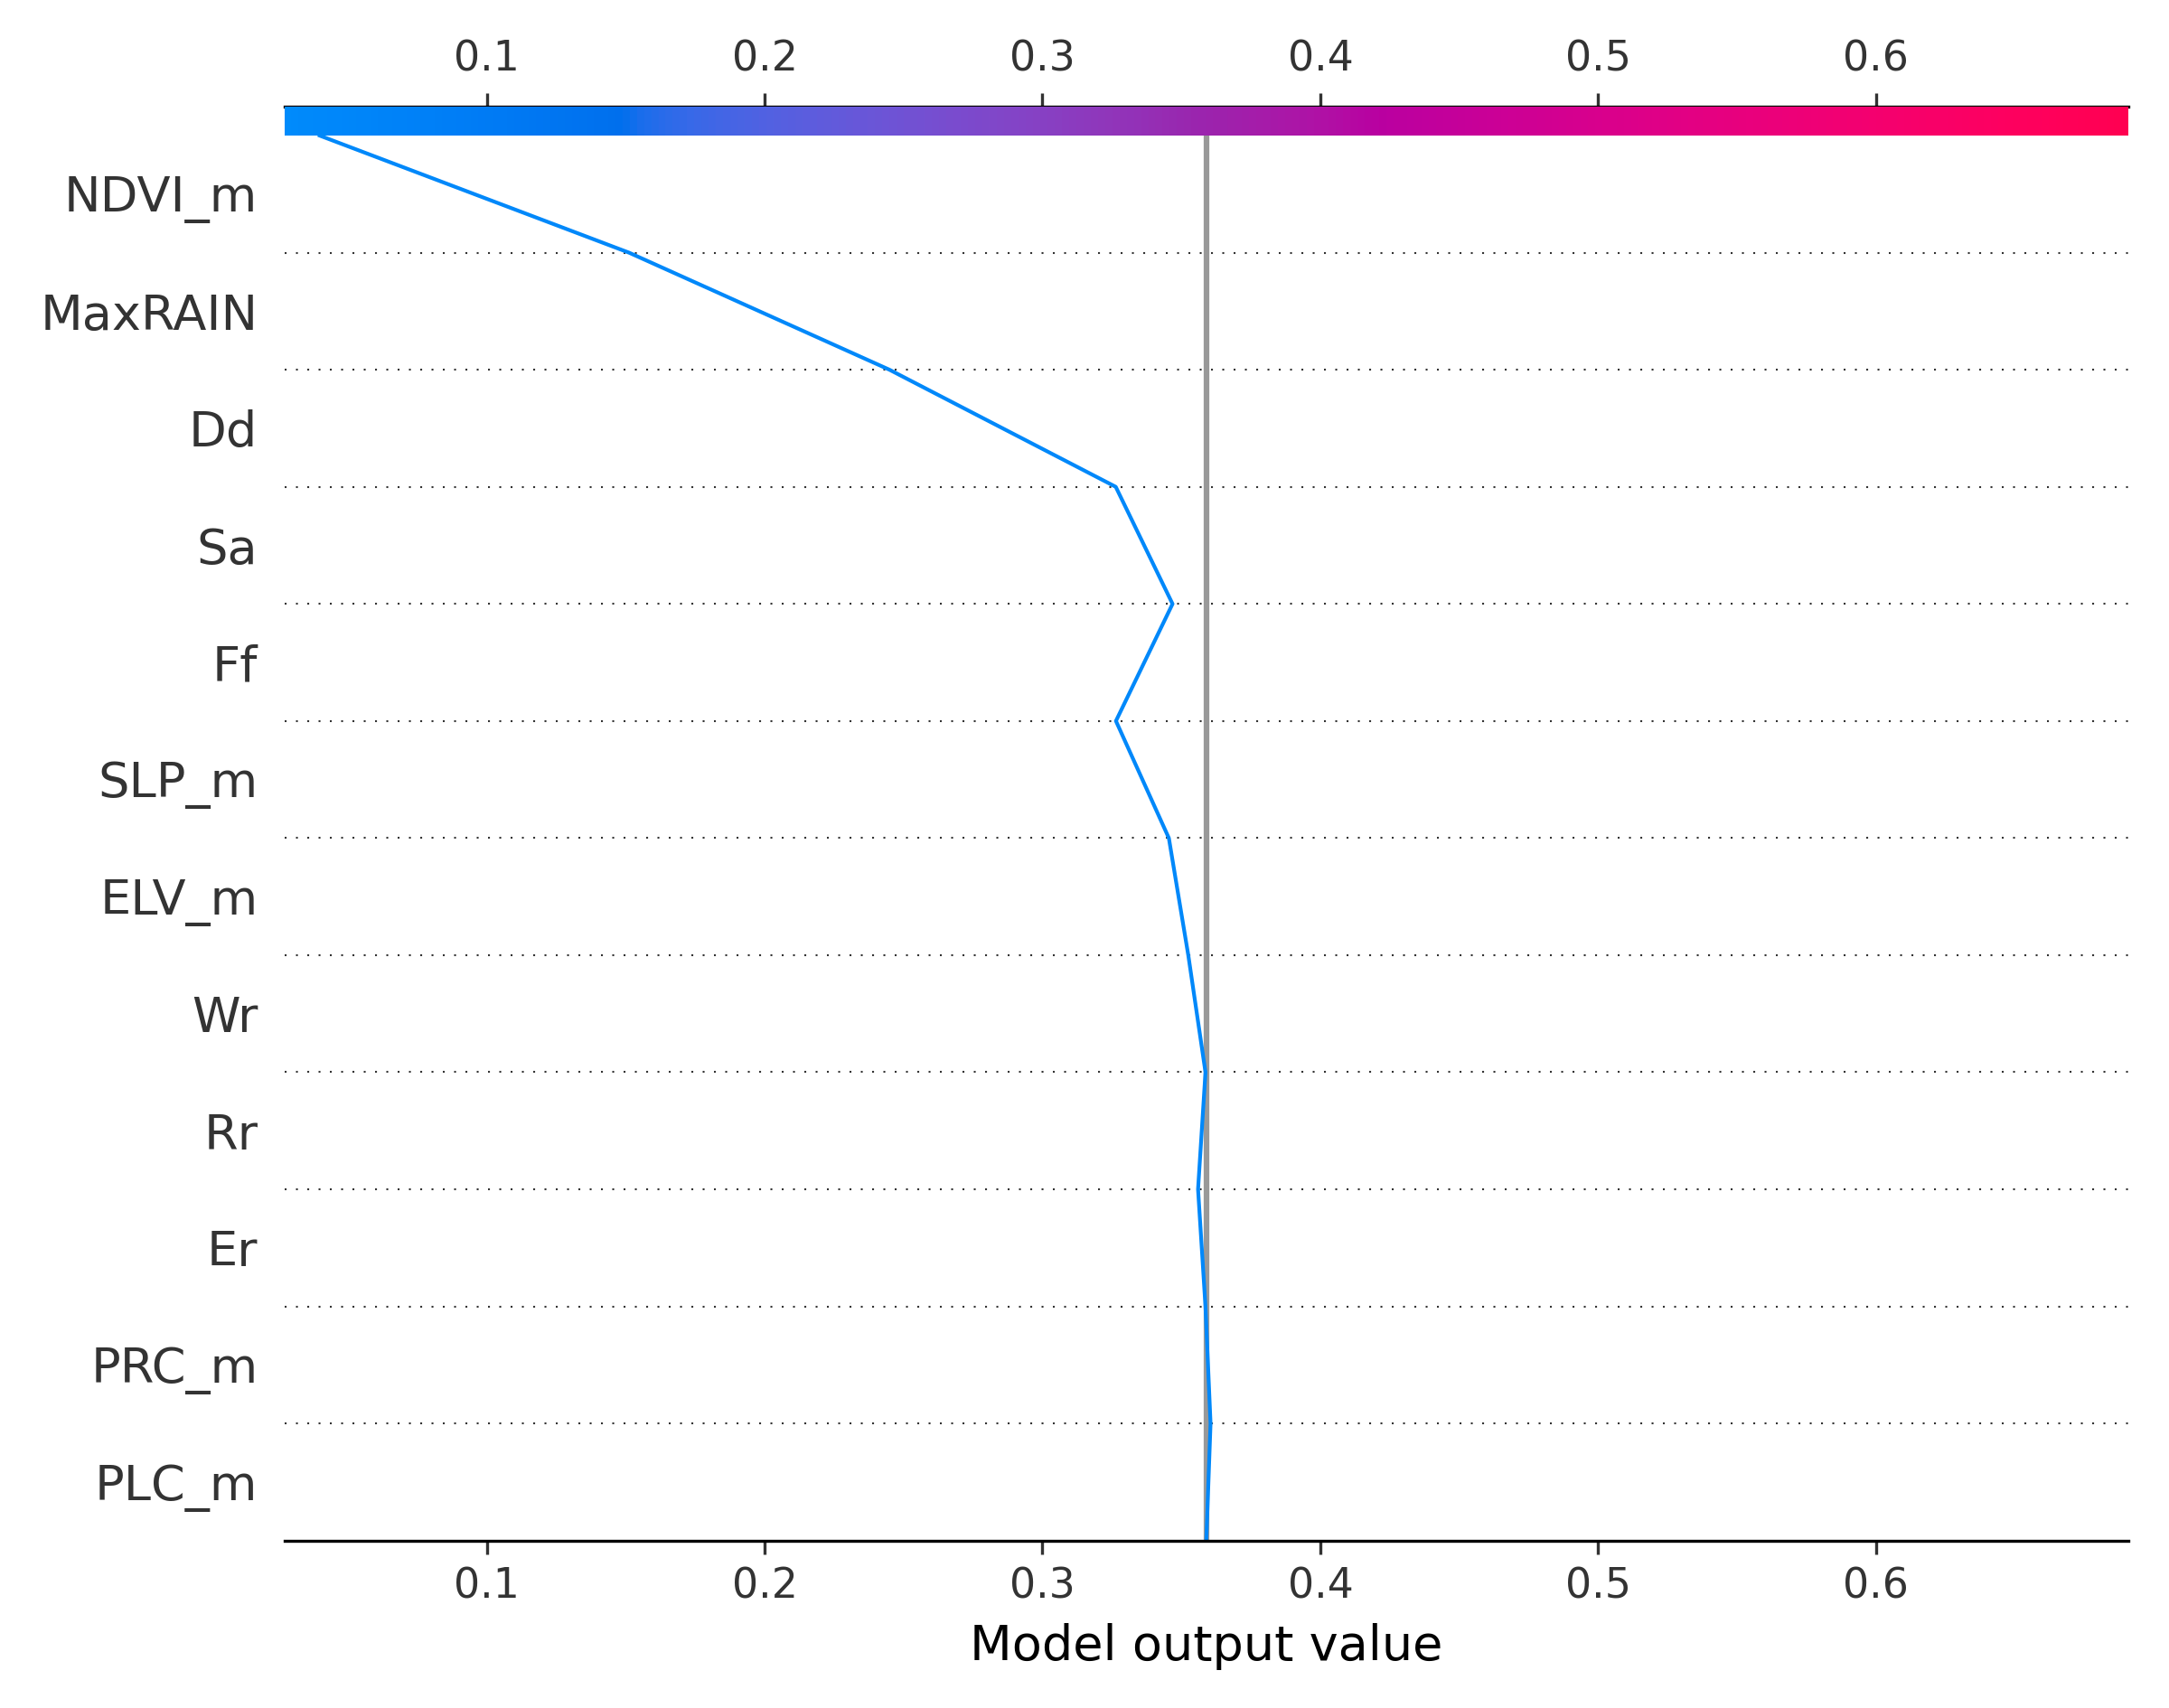 0.1 0.2 0.3 0.4 0.5 0.6
NDVI_m
MaxRAIN
Dd
Sa
Ff
SLP_m
ELV_m
Wr
Rr
Er
PRC_m
PLC_m
0.1 0.2 0.3 0.4 0.5 0.6
Model output value